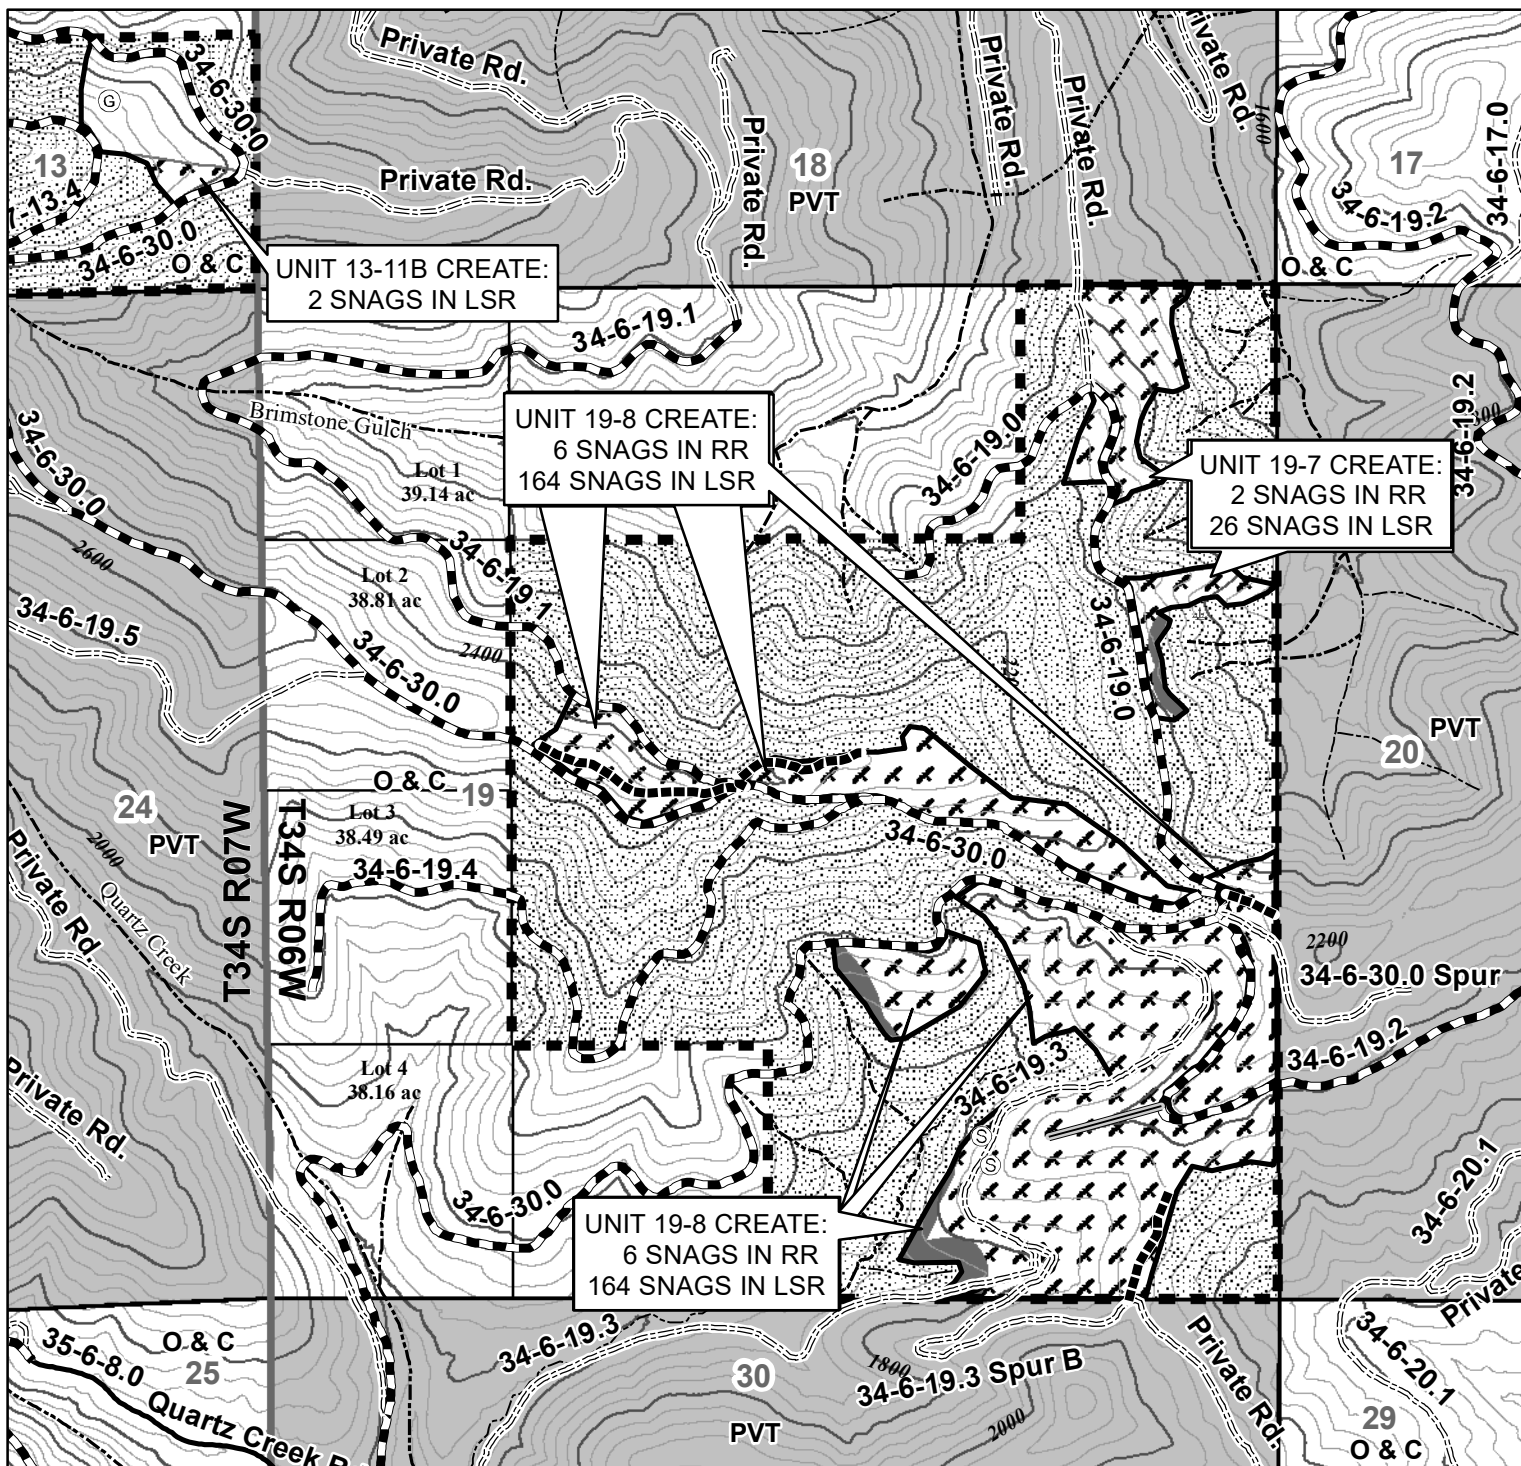 Private Rd.
Private Rd.
Private Rd.
Private Rd.
Private Rd.
34-6-30.0
G
13
7-13.4
34-6-30.0
O & C
18
PVT
Private Rd.
1600
17
34-6-17.0
34-6-19.2
O & C
UNIT 13-11B CREATE:
2 SNAGS IN LSR
34-6-19.1
Brimstone Gulch
34-6-30.0
Lot 1
39.14 ac
UNIT 19-8 CREATE:
6 SNAGS IN RR
164 SNAGS IN LSR
34-6-19.0
34-6-19.2
UNIT 19-7 CREATE:
2 SNAGS IN RR
26 SNAGS IN LSR
2600
Lot 2
38.81 ac
34-6-19.1
34-6-19.5
2400
34-6-30.0
34-6-19.0
20
PVT
24
PVT
O & C
19
Lot 3
38.49 ac
34-6-19.4
T34S R07W
T34S R06W
2000
Private Rd
Quartz Creek
34-6-30.0
2200
34-6-30.0 Spur
34-6-19.2
Lot 4
38.16 ac
34-6-19.3
Private Rd.
S
S
34-6-30.0
34-6-20.1
UNIT 19-8 CREATE:
6 SNAGS IN RR
164 SNAGS IN LSR
Private
O & C
25
35-6-8.0
Quartz Creek R
34-6-19.3
30
PVT
1800
34-6-19.3 Spur B
2000
Private Rd.
34-6-20.1
29
O & C